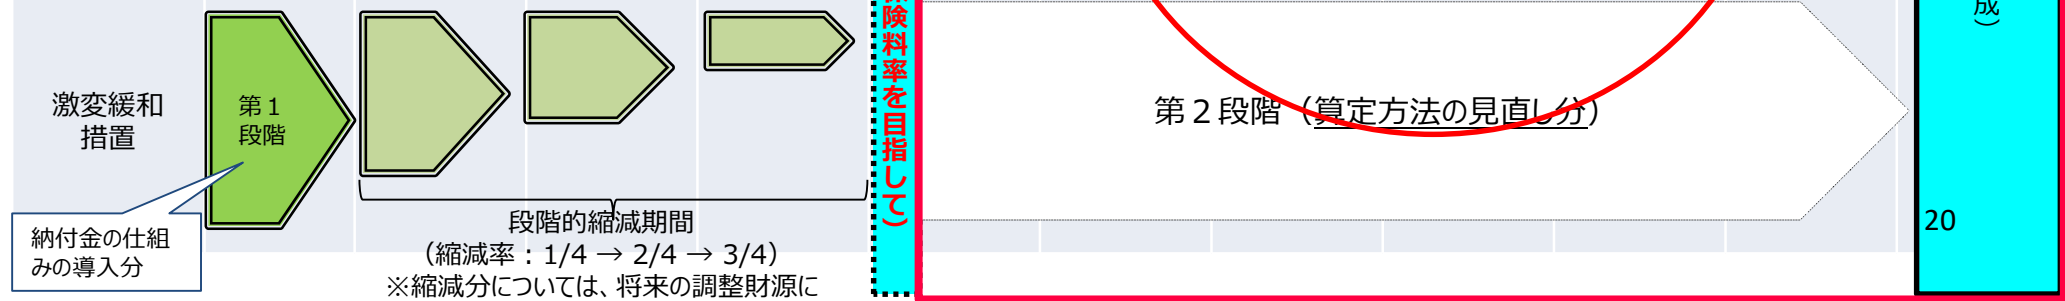 激変緩和
措置
第１
段階
納付金の仕組
みの導入分
段階的縮減期間
（縮減率：1/4 → 2/4 → 3/4）
※縮減分については、将来の調整財源に
険料率を目指して）
第２段階（算定方法の見直し分）
成）
20